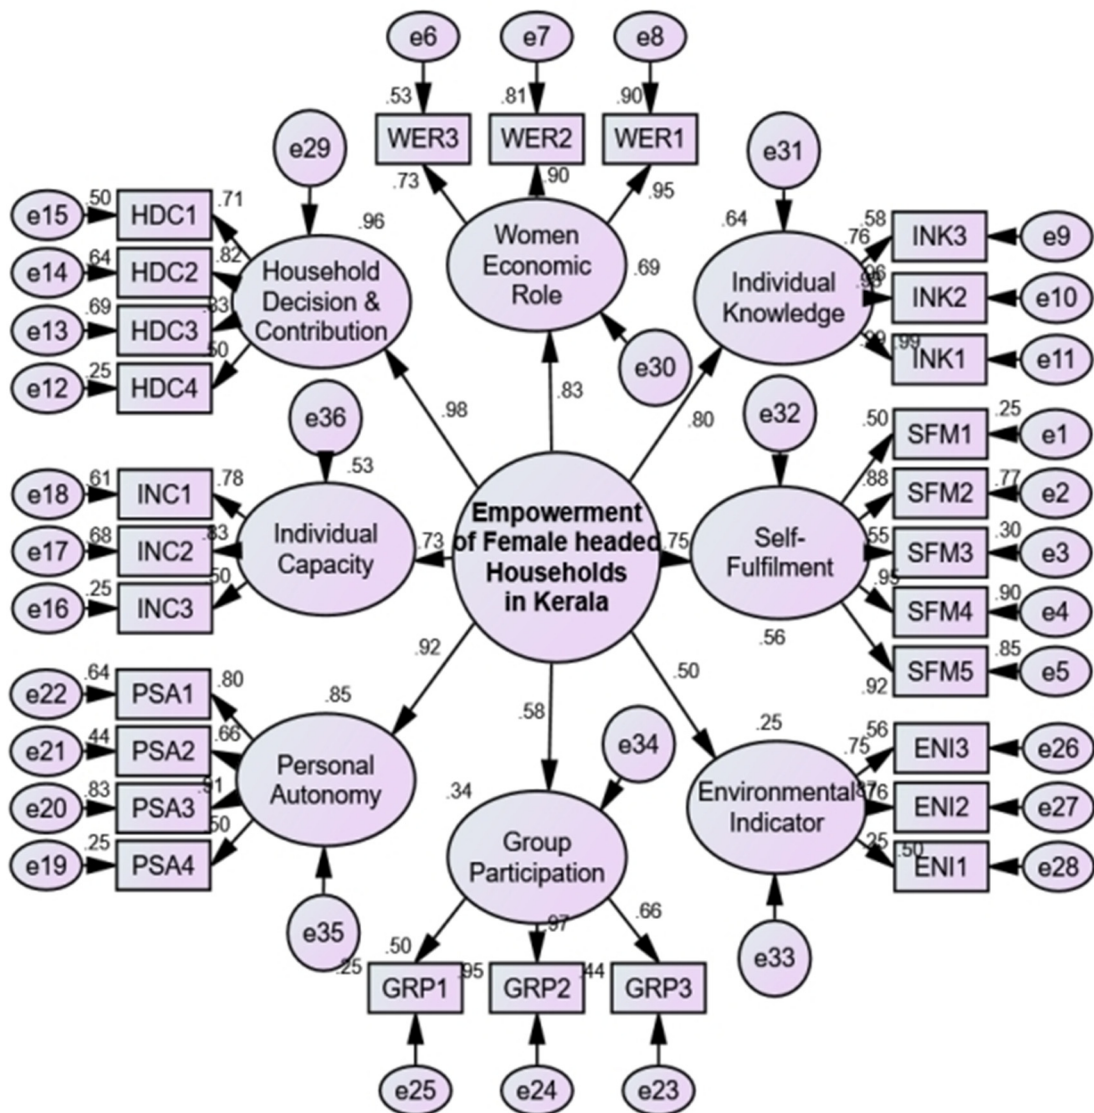 e6
e7
e8
.53
.81
.90
WER3
WER2
WER1
.73
.90
.95
Women
Economic
Role
.69
e30
.83
e29
.96
Household
Decision &
Contribution
.98
e15
.50
HDC1
.71
e14
.64
HDC2
.82
e13
.69
HDC3
.83
e12
.25
HDC4
.50
e31
.64
Individual
Knowledge
.80
.76
.58
INK3
e9
.96
INK2
e10
.99
.99
INK1
e11
e36
.53
Individual
Capacity
.73
e18
.61
INC1
.78
e17
.68
INC2
.83
e16
.25
INC3
.50
Empowerment
of Female headed
Households
in Kerala
e32
.75
Self-
Fulfilment
.56
.50
SFM1
.25
e1
.88
SFM2
.77
e2
.55
SFM3
.30
e3
.95
SFM4
.90
e4
.92
SFM5
.85
e5
.92
.85
Personal
Autonomy
e35
e22
.64
PSA1
.80
e21
.44
PSA2
.66
e20
.83
PSA3
.91
e19
.25
PSA4
.50
.58
e34
.34
Group
Participation
.50
.97
.66
.25
GRP1
.95
GRP2
.44
GRP3
e25
e24
e23
.50
.25
Environmental
Indicator
e33
.75
.56
ENI3
e26
.87
.76
ENI2
e27
.25
.50
ENI1
e28